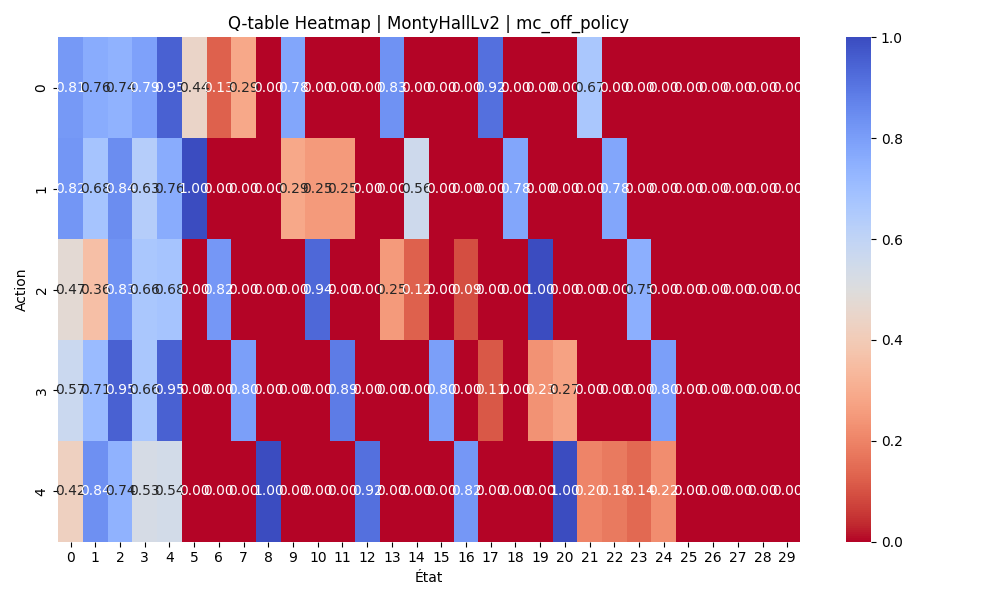 Q-table Heatmap | MontyHallLv2 | mc_off_policy
0 0.81 0.76 0.74 0.79 0.95 0.44 0.13 0.29 0.00 0.78 0.00 0.00 0.00 0.83 0.00 0.00 0.00 0.92 0.00 0.00 0.00 0.67 0.00 0.00 0.00 0.00 0.00 0.00 0.00 0.00
1 0.82 0.68 0.84 0.63 0.76 1.00 0.00 0.00 0.00 0.29 0.25 0.25 0.00 0.00 0.56 0.00 0.00 0.00 0.78 0.00 0.00 0.00 0.78 0.00 0.00 0.00 0.00 0.00 0.00 0.00
2 0.47 0.36 0.66 0.68 0.00 0.82 0.00 0.00 0.00 0.94 0.00 0.00 0.25 0.12 0.00 0.09 0.00 0.00 1.00 0.00 0.00 0.00 0.75 0.00 0.00 0.00 0.00 0.00 0.00
3 0.57 0.71 0.95 0.66 0.95 0.00 0.00 0.80 0.00 0.00 0.00 0.89 0.00 0.00 0.00 0.80 0.00 0.11 0.00 0.23 0.27 0.00 0.00 0.00 0.80 0.00 0.00 0.00 0.00 0.00
4 0.42 0.84 0.74 0.53 0.54 0.00 0.00 0.00 1.00 0.00 0.00 0.00 0.92 0.00 0.00 0.00 0.82 0.00 0.00 0.00 1.00 0.20 0.18 0.14 0.22 0.00 0.00 0.00 0.00 0.00
0 1 2 3 4 5 6 7 8 9 10 11 12 13 14 15 16 17 18 19 20 21 22 23 24 25 26 27 28 29
Action
État
1.0
0.8
0.6
0.4
0.2
0.0